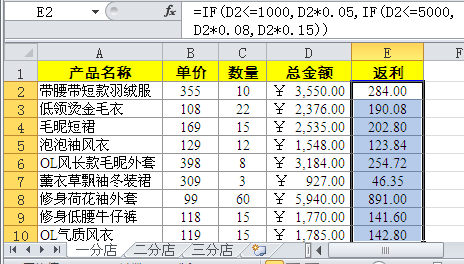 E2 fx =IF(D2<=1000,D2*0.05,IF(D2<=5000,
D2*0.08,D2*0.15))
A B C D E F
1 产品名称 单价 数量 总金额 返利
2 带腰带短款羽绒服 355 10 ￥ 3,550.00 284.00
3 低领烫金毛衣 108 22 ￥ 2,376.00 190.08
4 毛昵短裙 169 15 ￥ 2,535.00 202.80
5 泡泡袖风衣 129 12 ￥ 1,548.00 123.84
6 OL风长款毛昵外套 398 8 ￥ 3,184.00 254.72
7 薰衣草飘袖冬装裙 309 3 ￥ 927.00 46.35
8 修身荷花袖外套 99 60 ￥ 5,940.00 891.00
9 修身低腰牛仔裤 118 15 ￥ 1,770.00 141.60
10 OL气质风衣 119 15 ￥ 1,785.00 142.80
一分店 二分店 三分店